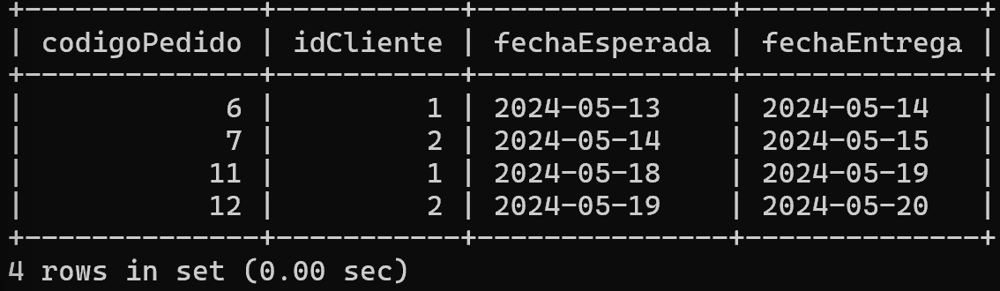 +--------------+-----------+---------------+--------------+
| codigoPedido | idCliente | fechaEsperada | fechaEntrega |
+--------------+-----------+---------------+--------------+
|            6 |         1 | 2024-05-13    | 2024-05-14   |
|            7 |         2 | 2024-05-14    | 2024-05-15   |
|           11 |         1 | 2024-05-18    | 2024-05-19   |
|           12 |         2 | 2024-05-19    | 2024-05-20   |
+--------------+-----------+---------------+--------------+
4 rows in set (0.00 sec)